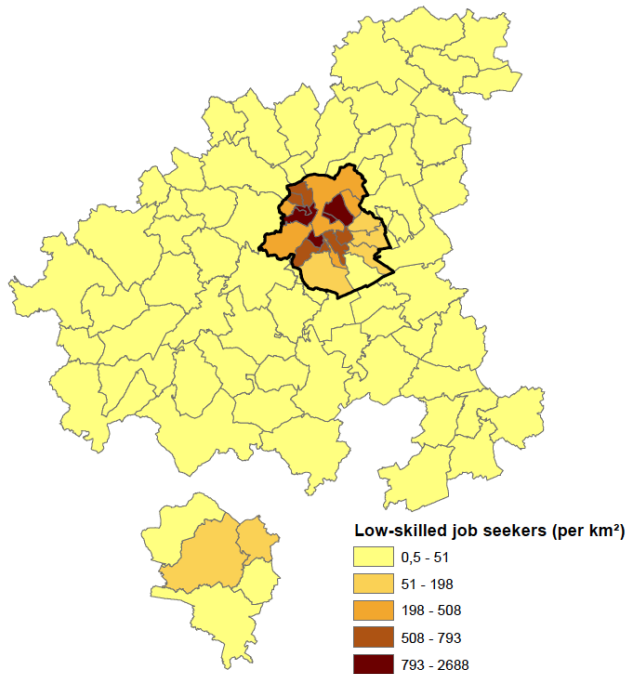 Low-skilled job seekers (per km²)
0,5 - 51
51 - 198
198 - 508
508 - 793
793 - 2688